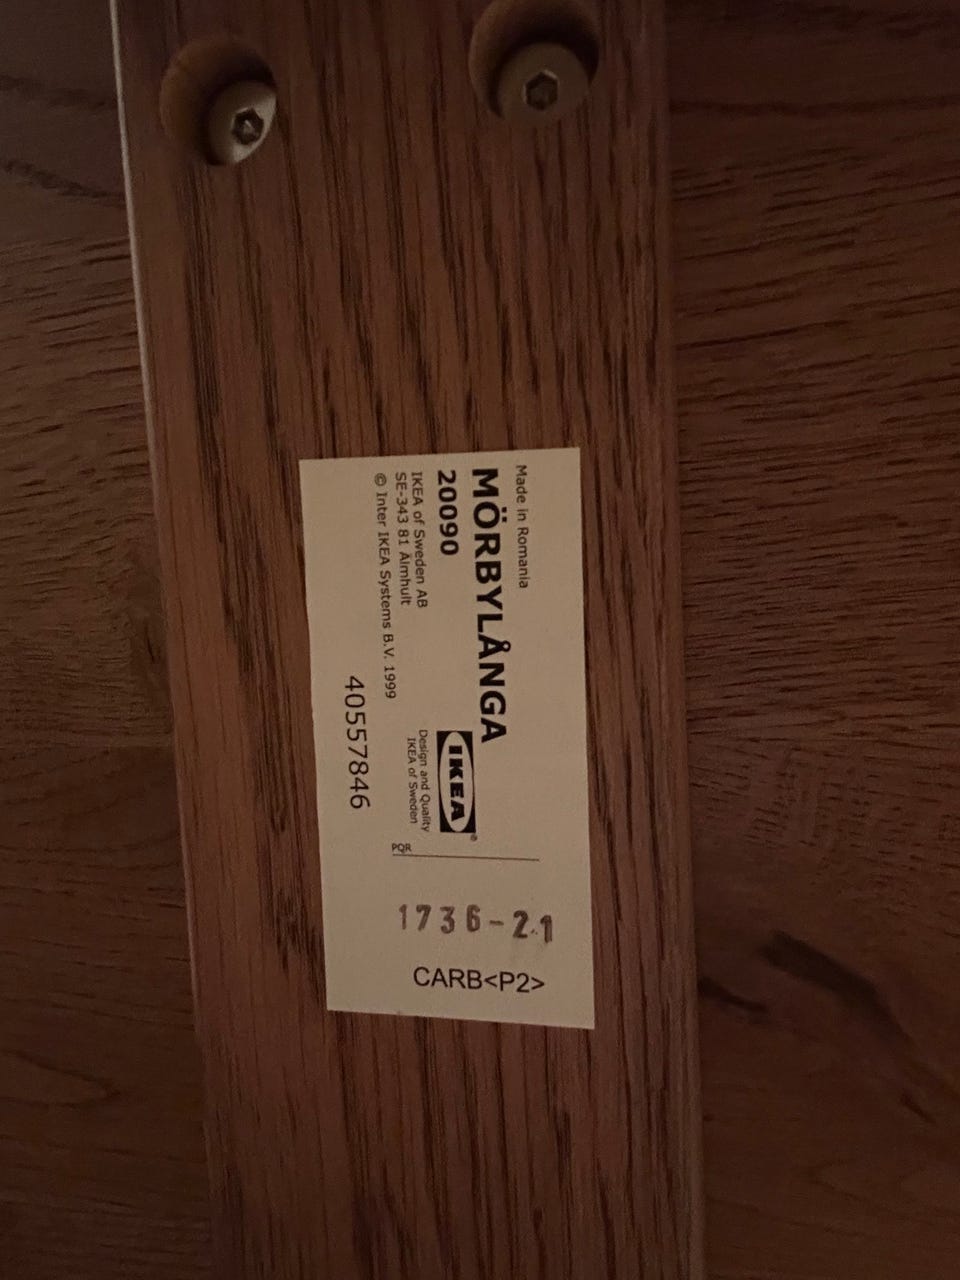 Made in Romania
MÖRBYLÅNGA
20090
IKEA®
IKEA of Sweden AB
SE-343 81 Älmhult
© Inter IKEA Systems B.V. 1999
Design and Quality
IKEA of Sweden
40557846
PQR
1736-21
CARB<P2>